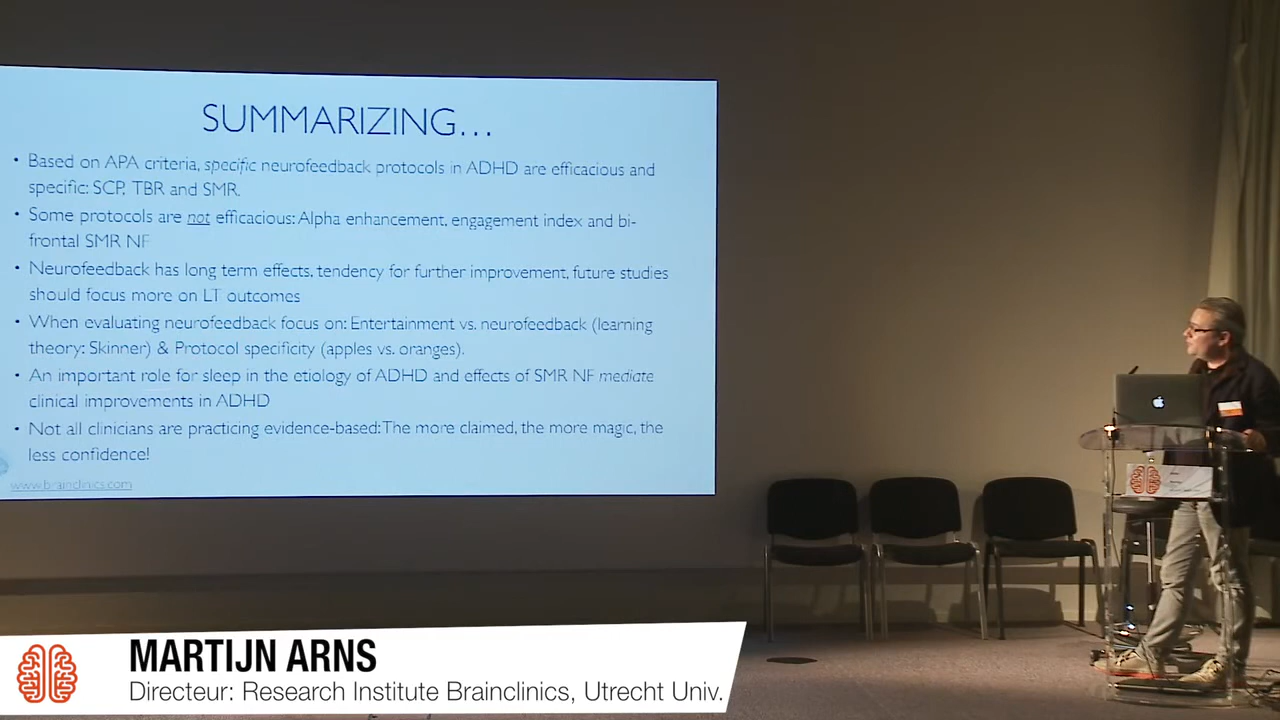 SUMMARIZING...
• Based on APA criteria, specific neurofeedback protocols in ADHD are efficacious and
specific: SCP, TBR and SMR.
• Some protocols are not efficacious: Alpha enhancement, engagement index and bi-
frontal SMR NF
• Neurofeedback has long term effects, tendency for further improvement, future studies
should focus more on LT outcomes
• When evaluating neurofeedback focus on: Entertainment vs. neurofeedback (learning
theory: Skinner) & Protocol specificity (apples vs. oranges).
• An important role for sleep in the etiology of ADHD and effects of SMR NF mediate
clinical improvements in ADHD
• Not all clinicians are practicing evidence-based: The more claimed, the more magic, the
less confidence!
www.brainclinics.com
MARTIJN ARNS
Directeur: Research Institute Brainclinics, Utrecht Univ.